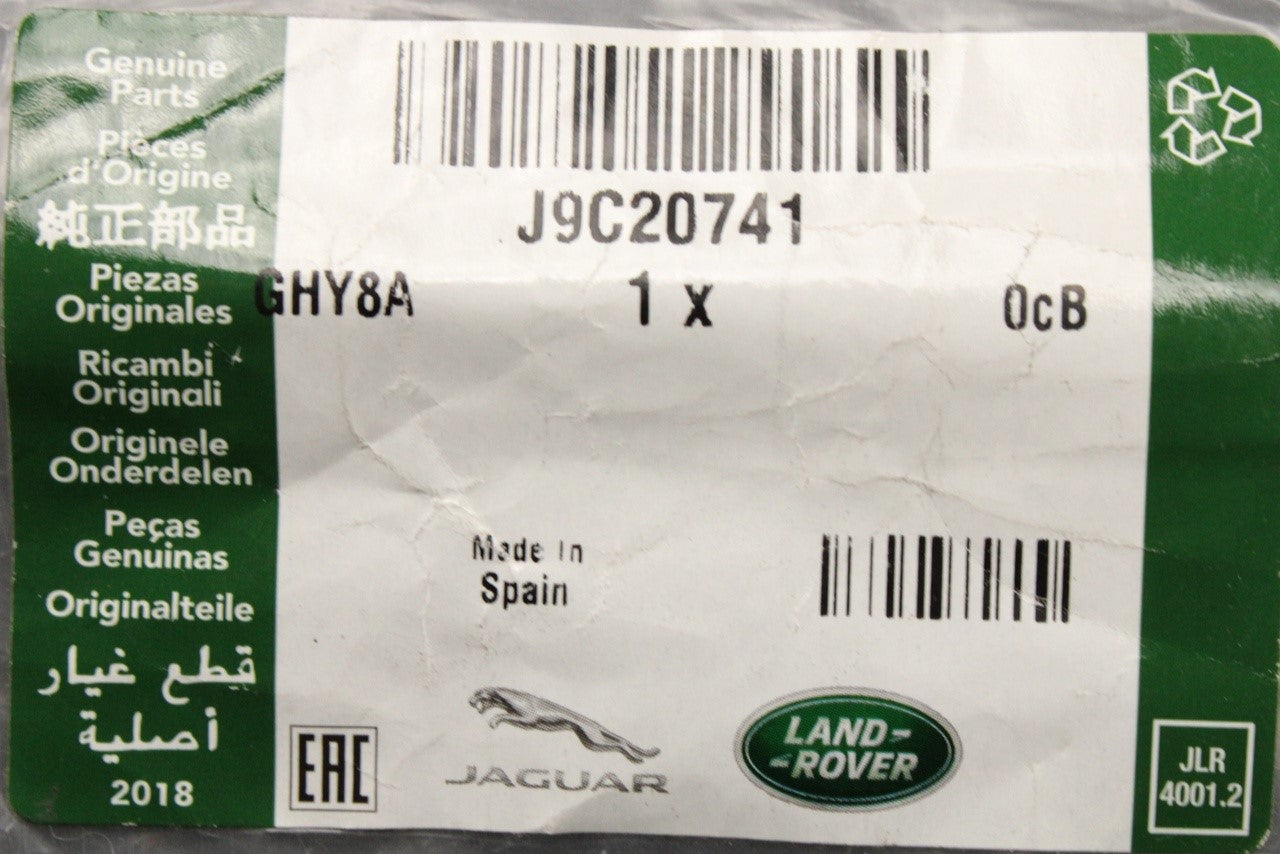 Genuine
Parts
Pièces
d'Origine
純正部品
Piezas
Originales
Ricambi
Originali
Originele
Onderdelen
Peças
Genuinas
Originalteile
قطع غيار
أصلية
2018
J9C20741
GHY8A 1 x 0cB
Made In
Spain
EAC
JAGUAR
LAND-
-ROVER
JLR
4001.2